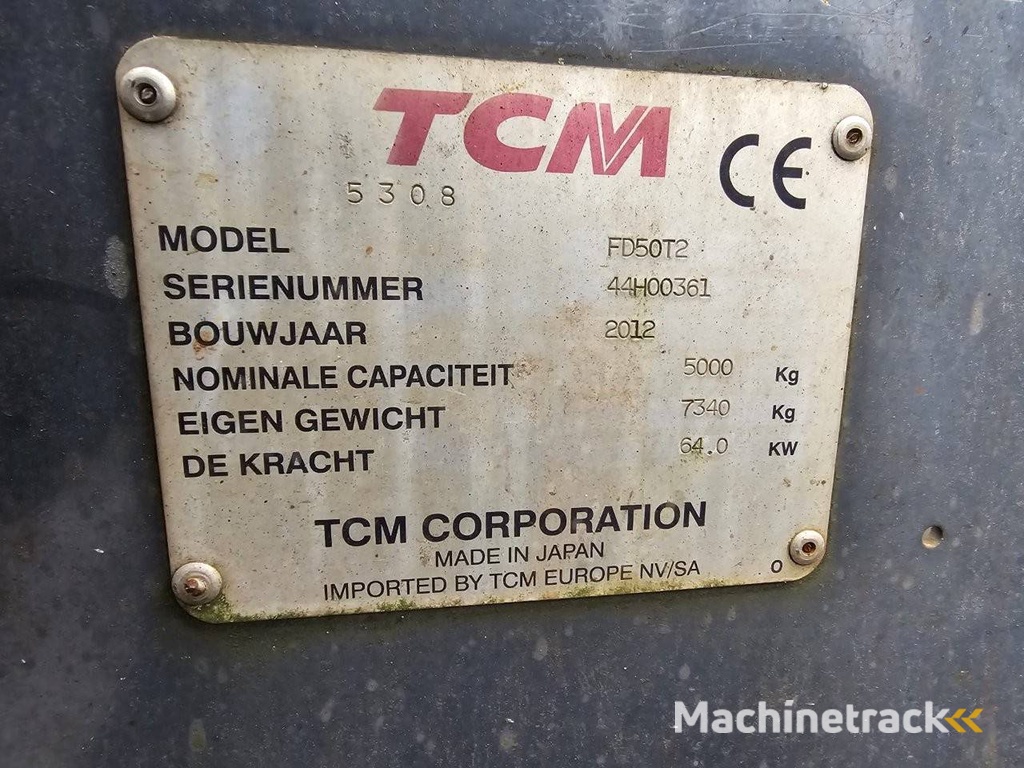 TCM
CE
5308
MODEL FD50T2
SERIENUMMER 44H00361
BOUWJAAR 2012
NOMINALE CAPACITEIT 5000 Kg
EIGEN GEWICHT 7340 Kg
DE KRACHT 64.0 KW
TCM CORPORATION
MADE IN JAPAN
IMPORTED BY TCM EUROPE NV/SA O
Machinetrack